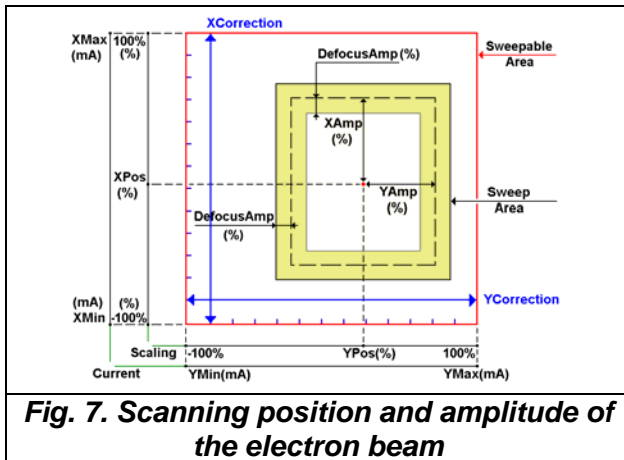 XCorrection
XMax 100%
(mA) (%)
DefocusAmp (%)
Sweepable
Area
XAmp
(%)
XPos
(%)
YAmp
(%)
Sweep
Area
DefocusAmp
(%)
(mA) (%)
XMin -100%
YCorrection
Scaling -100% YPos(%) 100%
Current YMin(mA) YMax(mA)
Fig. 7. Scanning position and amplitude of
the electron beam